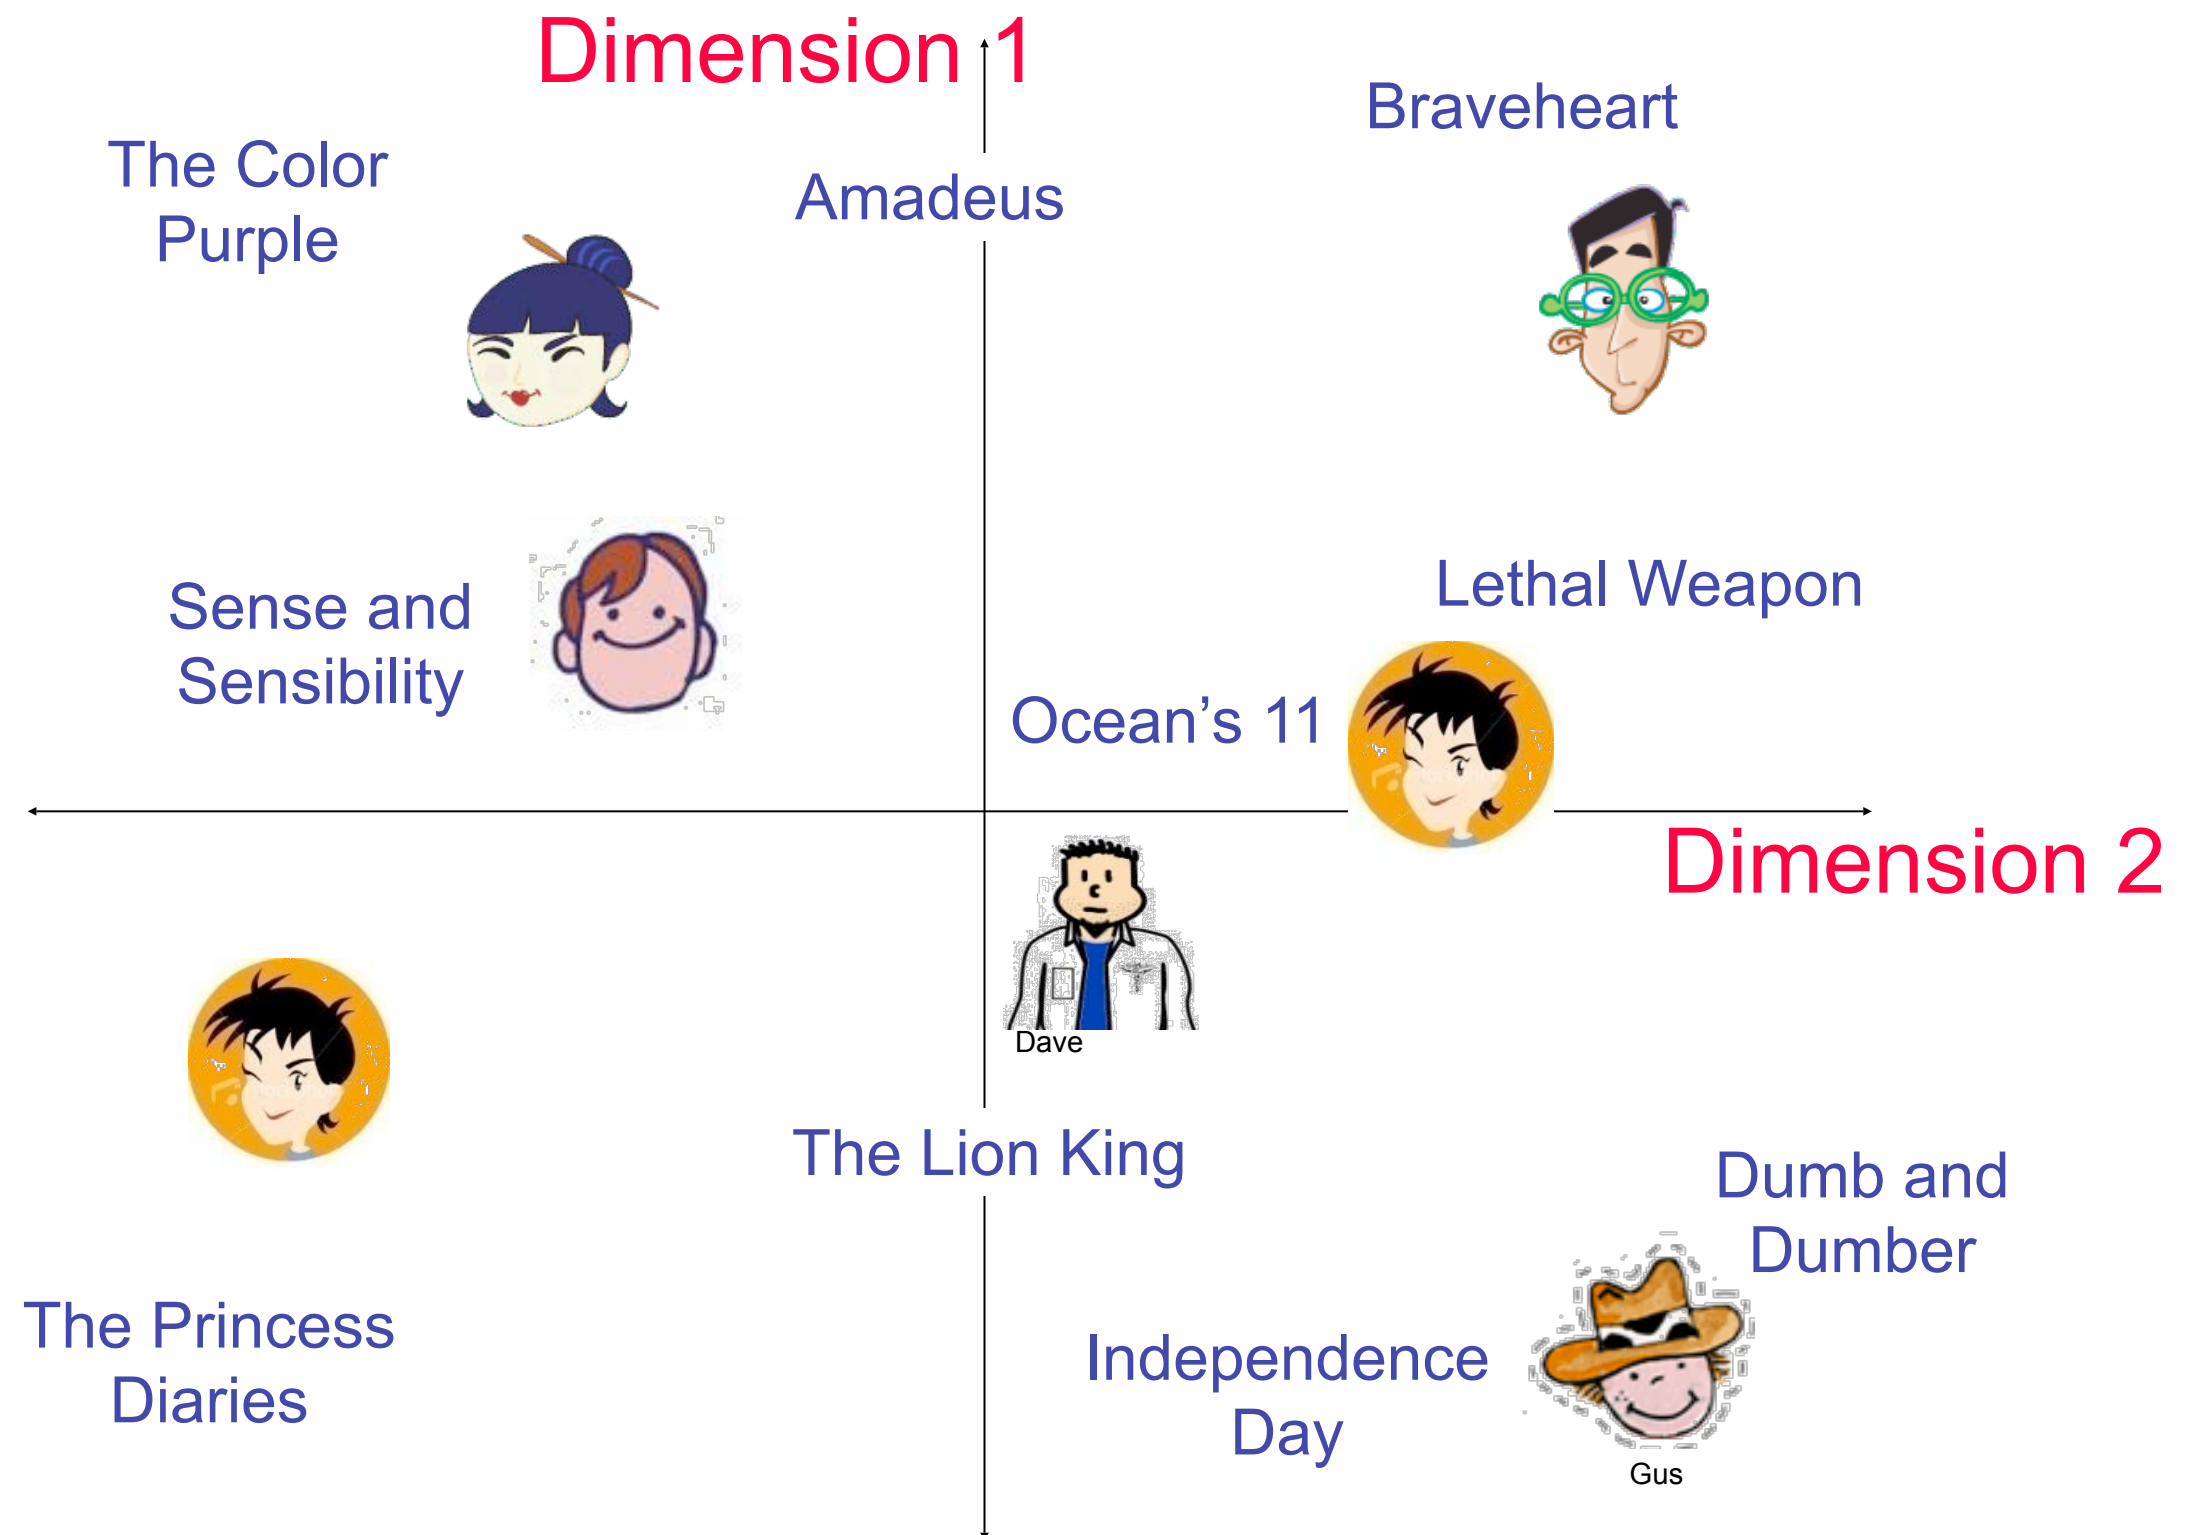 Dimension 1
Braveheart
The Color
Purple
Amadeus
Sense and
Sensibility
Lethal Weapon
Ocean’s 11
Dimension 2
Dave
The Lion King
Dumb and
Dumber
The Princess
Diaries
Independence
Day
Gus